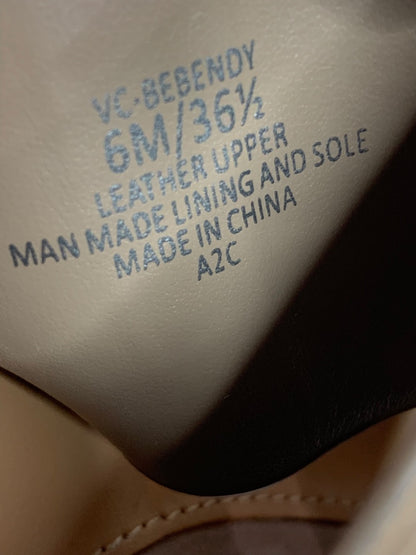 VC-BEBENDY
6M/36½
LEATHER UPPER
MAN MADE LINING AND SOLE
MADE IN CHINA
A2C